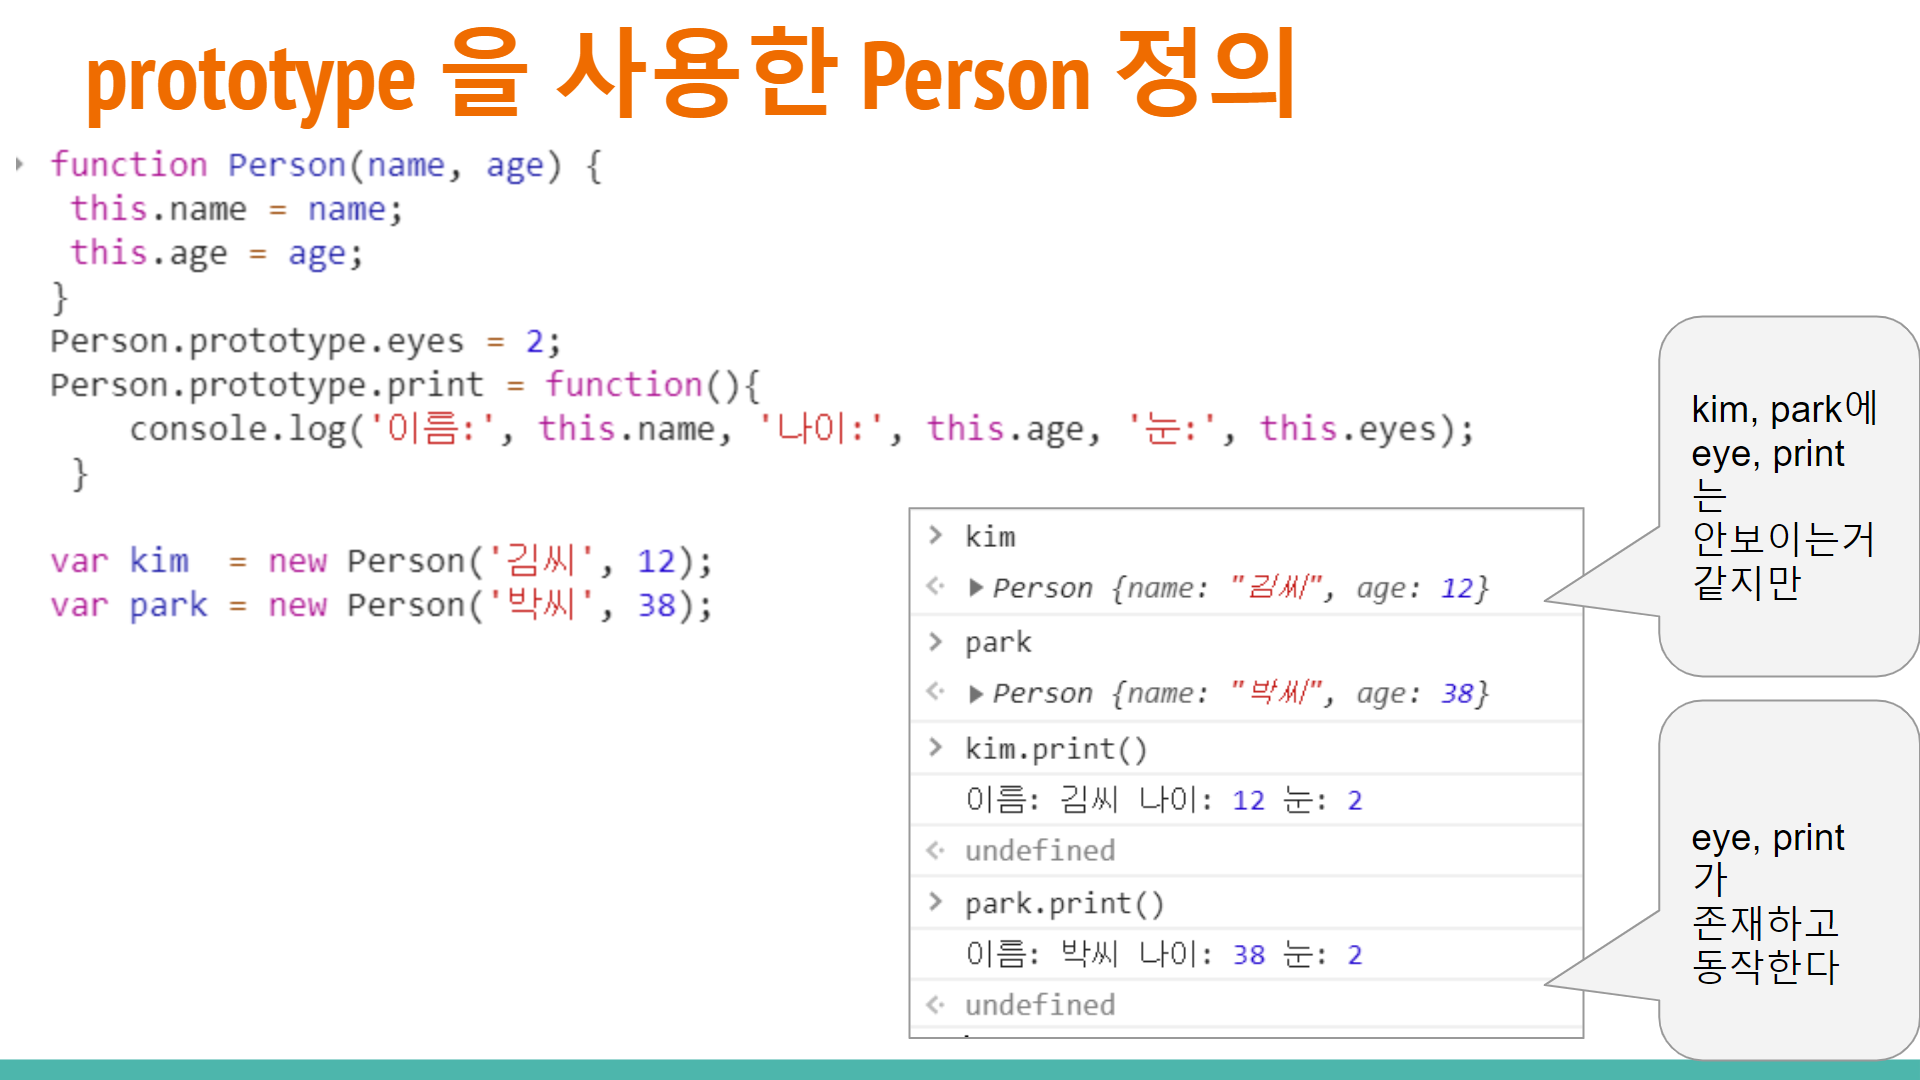 prototype 을 사용한 Person 정의
function Person(name, age) {
this.name = name;
this.age = age;
}
Person.prototype.eyes = 2;
Person.prototype.print = function(){
console.log('이름:', this.name, '나이:', this.age, '눈:', this.eyes);
}
var kim  = new Person('김씨', 12);
var park = new Person('박씨', 38);
> kim
Person {name: "김씨", age: 12}
> park
Person {name: "박씨", age: 38}
> kim.print()
이름: 김씨 나이: 12 눈: 2
undefined
> park.print()
이름: 박씨 나이: 38 눈: 2
undefined
kim, park에
eye, print
는
안보이는거
같지만
eye, print
가
존재하고
동작한다